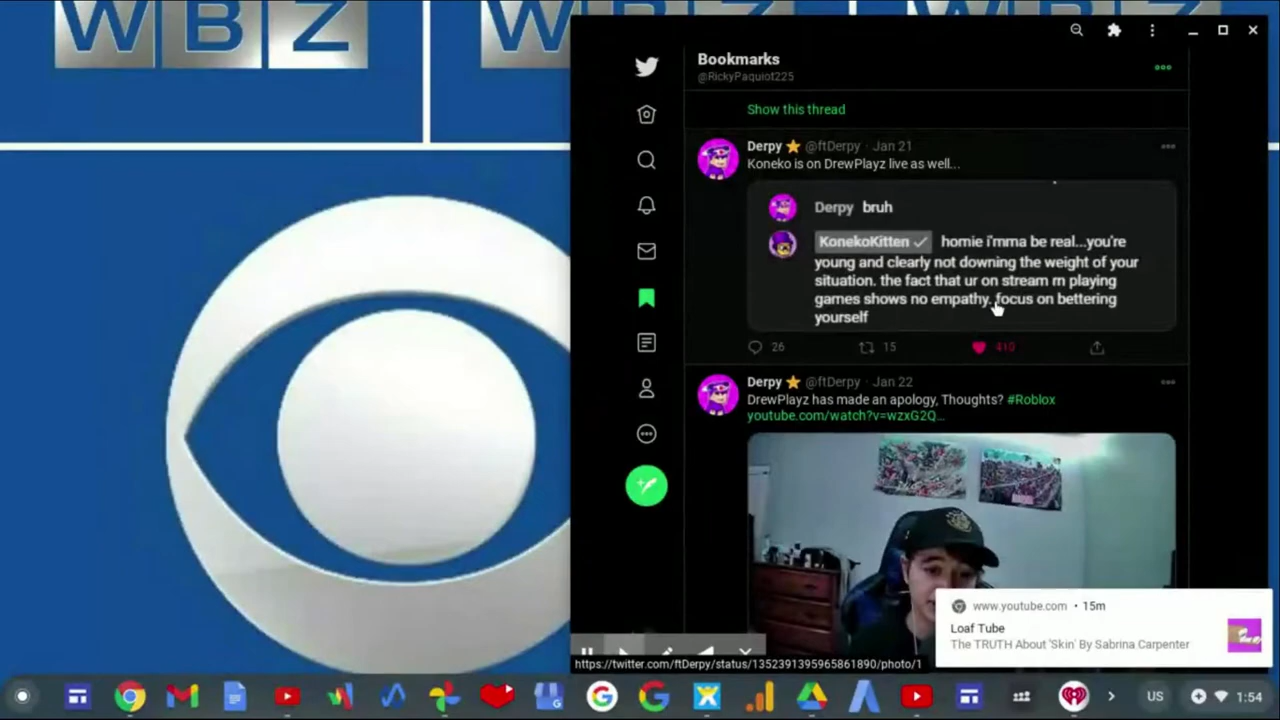 WBZ
W
Bookmarks
@RickyPaquiot225
Show this thread
Derpy ⭐ @ftDerpy · Jan 21
Koneko is on DrewPlayz live as well...
Derpy bruh
KonekoKitten ✓ homie i'mma be real...you're
young and clearly not downing the weight of your
situation. the fact that ur on stream rn playing
games shows no empathy. focus on bettering
yourself
26 15 410
Derpy ⭐ @ftDerpy · Jan 22
DrewPlayz has made an apology, Thoughts? #Roblox
youtube.com/watch?v=wzxG2Q...
www.youtube.com • 15m
Loaf Tube
The TRUTH About 'Skin' By Sabrina Carpenter
https://twitter.com/ftDerpy/status/1352391395965861890/photo/1
US 1:54